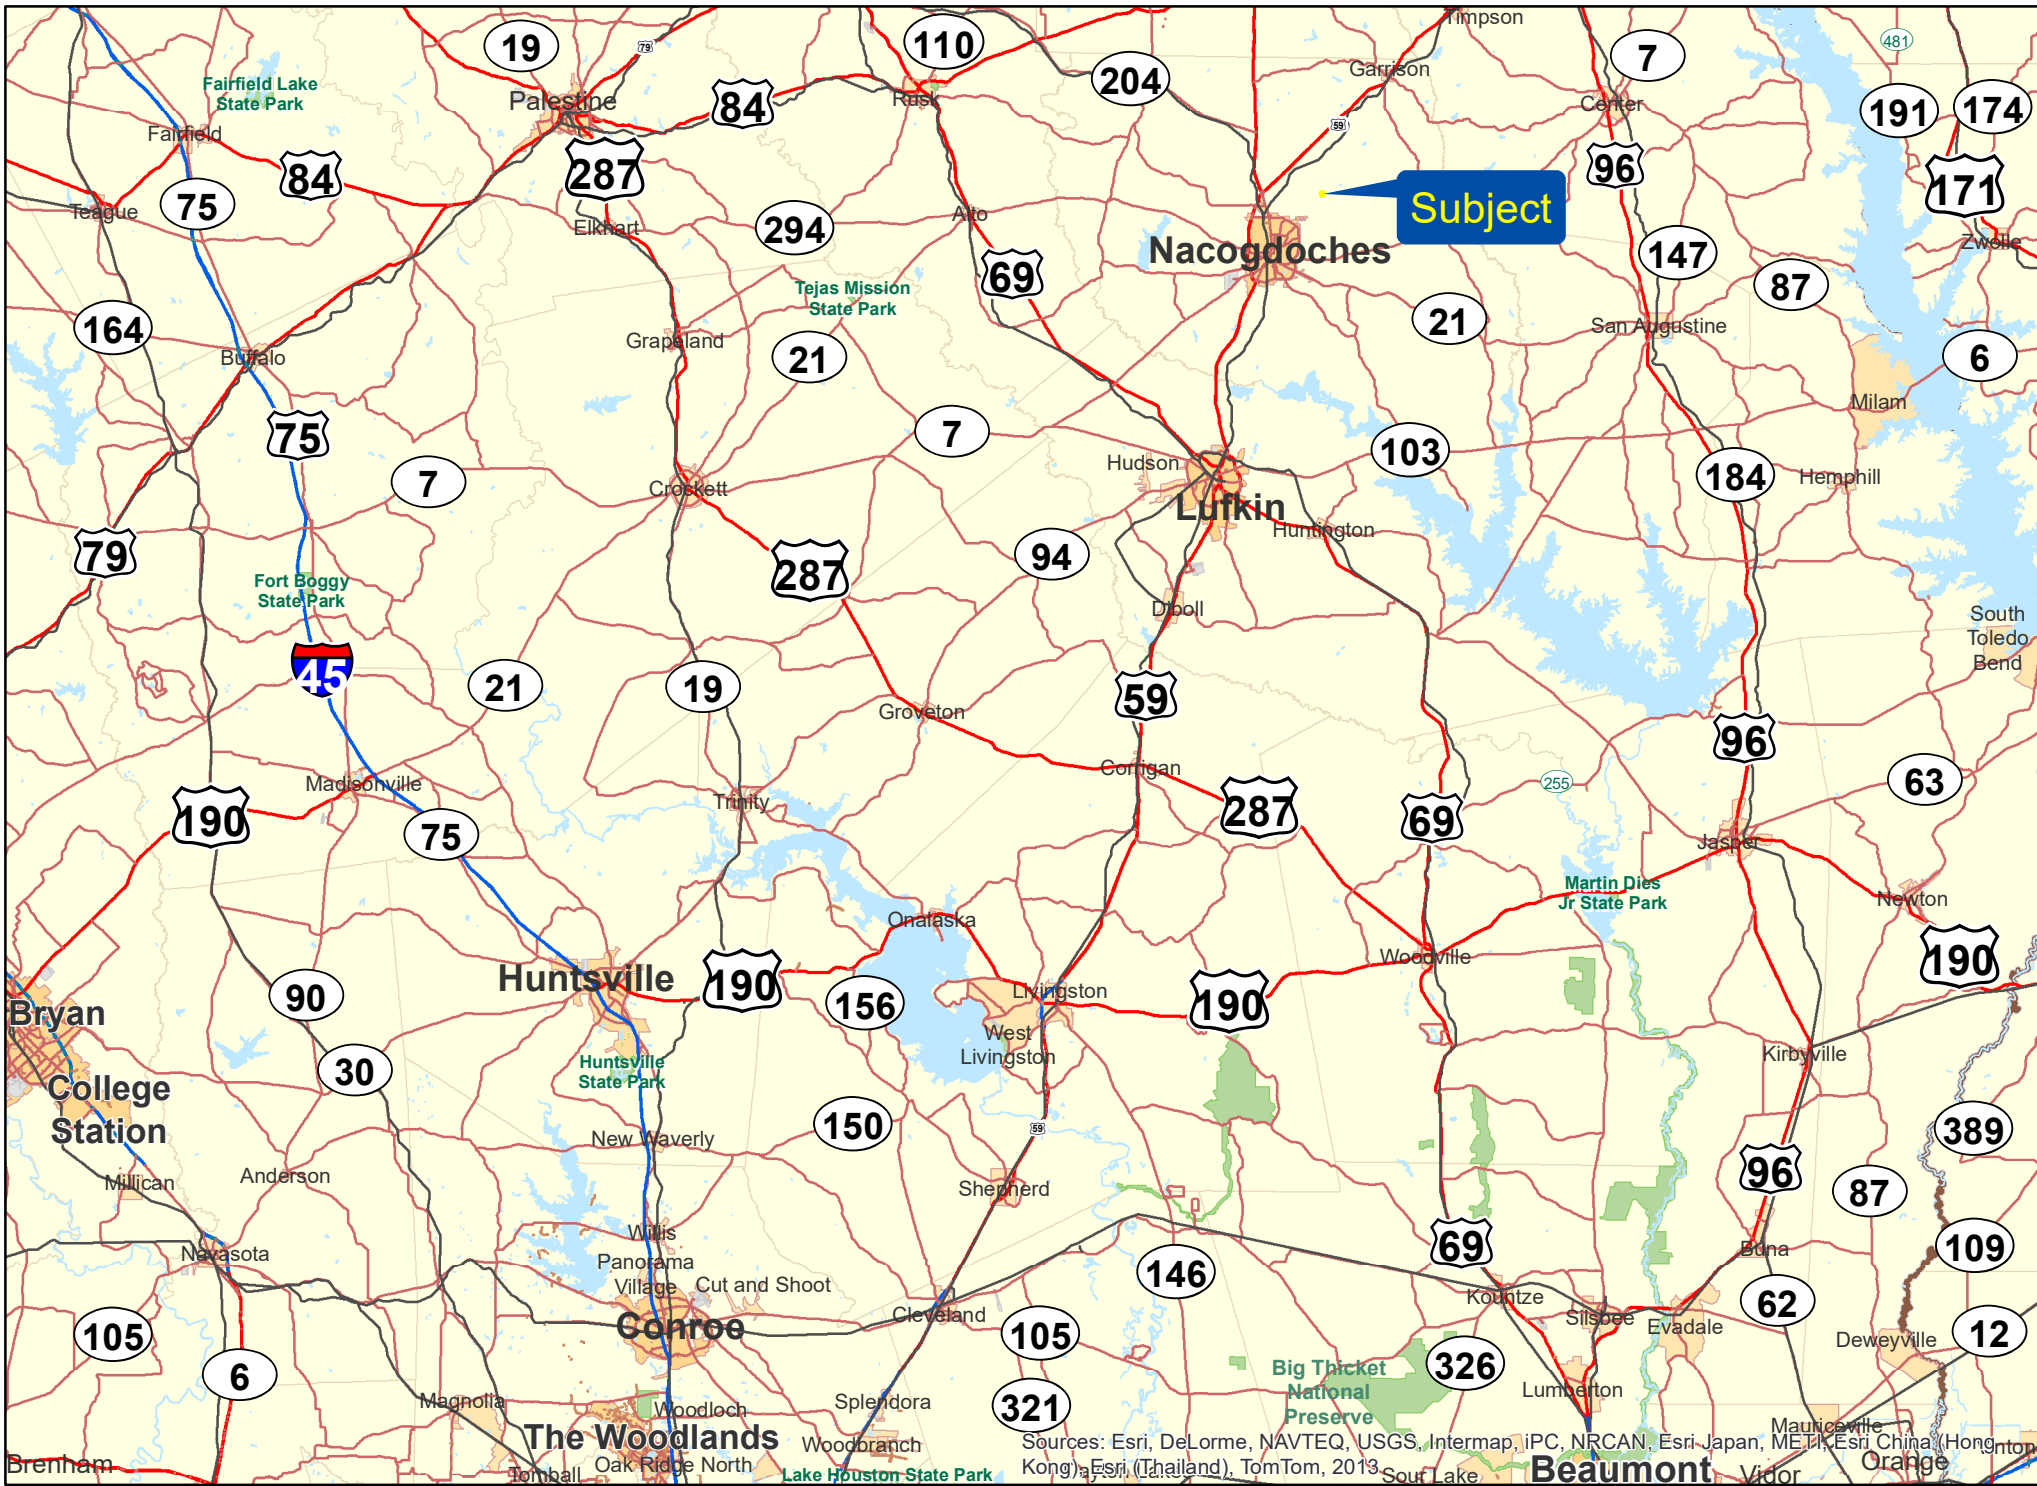 Timpson
19
79
110
7
481
Garrison
204
Fairfield Lake
State Park
Palestine
84
Rusk
Center
191
174
Fairfield
59
84
287
96
171
75
Subject
Teague
Elkhart
294
Alto
Nacogdoches
147
Zwolle
69
87
Tejas Mission
State Park
164
21
San Augustine
Grapeland
21
6
Buffalo
Milam
75
7
103
Hudson
7
Crockett
184
Hemphill
Lufkin
Huntington
79
94
287
Fort Boggy
State Park
Diboll
South
Toledo
Bend
45
21
19
59
Groveton
96
Corrigan
255
63
Madisonville
Trinity
190
75
287
69
Jasper
Martin Dies
Jr State Park
Newton
Onalaska
Woodville
190
Huntsville
190
90
156
Livingston
190
Bryan
West
Livingston
Kirbyville
Huntsville
State Park
30
College
Station
150
59
389
New Waverly
Anderson
96
Millican
Shepherd
87
Willis
Navasota
69
Buna
109
Panorama
Village
Cut and Shoot
146
Kountze
62
Cleveland
Silsbee
Evadale
Conroe
105
105
Deweyville
12
6
326
Big Thicket
National
Preserve
Lumberton
Magnolia
Splendora
321
Woodloch
Mauriceville
The Woodlands
Woodbranch
Sources: Esri, DeLorme, NAVTEQ, USGS, Intermap, iPC, NRCAN, Esri Japan, METI, Esri China (Hong
Kong), Esri (Thailand), TomTom, 2013
Brenham
Oak Ridge North
Tomball
Lake Houston State Park
Sour Lake
Beaumont
Vidor
Orange